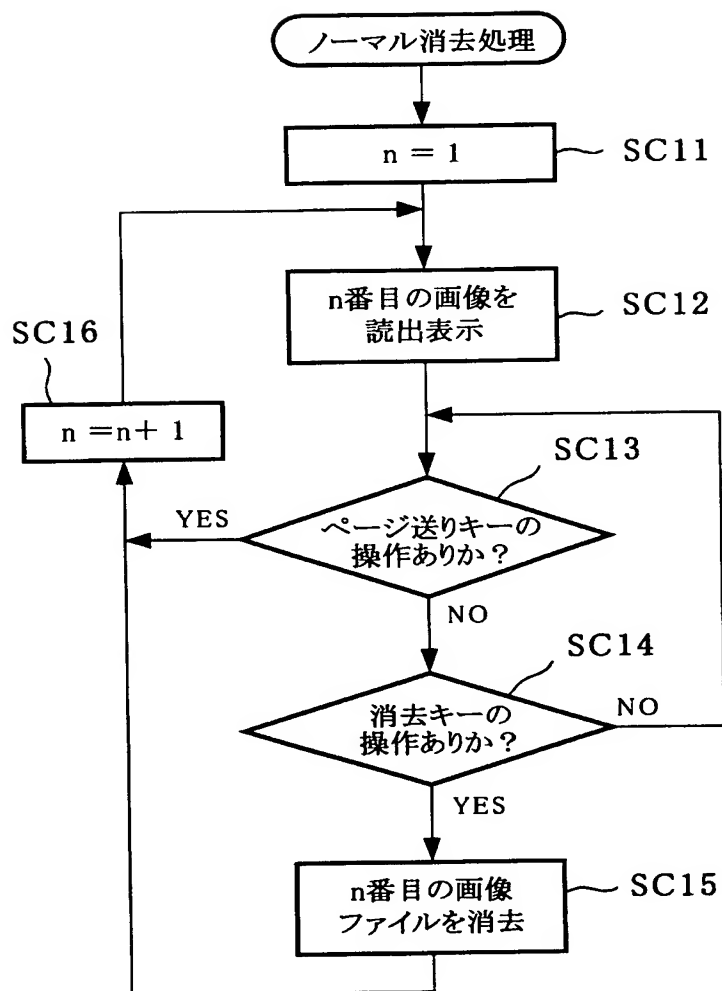 ノーマル消去処理
n = 1
SC11
n番目の画像を
読出表示
SC12
SC16
n =n+ 1
SC13
ページ送りキーの
操作ありか?
YES
NO
SC14
消去キーの
操作ありか?
NO
YES
n番目の画像
ファイルを消去
SC15